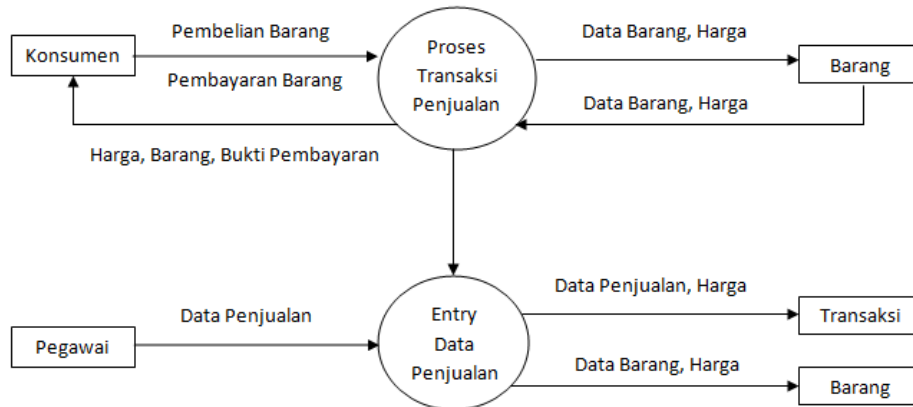 Konsumen
Pembelian Barang
Pembayaran Barang
Harga, Barang, Bukti Pembayaran
Proses
Transaksi
Penjualan
Data Barang, Harga
Data Barang, Harga
Barang
Pegawai
Data Penjualan
Entry
Data
Penjualan
Data Penjualan, Harga
Transaksi
Data Barang, Harga
Barang